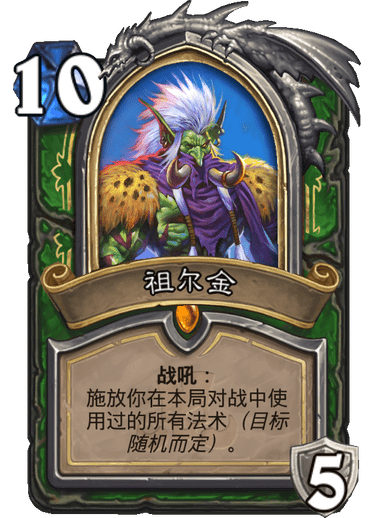 10
祖尔金
战吼：
施放你在本局对战中使
用过的所有法术（目标
随机而定）。
5